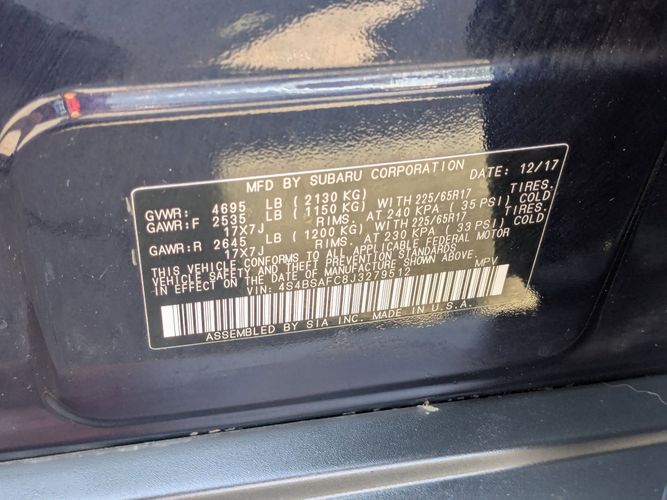 MFD BY SUBARU CORPORATION DATE: 12/17
GVWR: 4695 LB ( 2130 KG)
GAWR:F 2535 LB ( 1150 KG) WITH 225/65R17 TIRES.
17X7J RIMS. AT 240 KPA ( 35 PSI) COLD
GAWR:R 2645 LB ( 1200 KG) WITH 225/65R17 TIRES.
17X7J RIMS. AT 230 KPA ( 33 PSI) COLD
THIS VEHICLE CONFORMS TO ALL APPLICABLE FEDERAL MOTOR
VEHICLE SAFETY, BUMPER, AND THEFT PREVENTION STANDARDS
IN EFFECT ON THE DATE OF MANUFACTURE SHOWN ABOVE.
VIN: 4S4BSAFC8J3279512 MPV
ASSEMBLED BY SIA INC. MADE IN U.S.A.